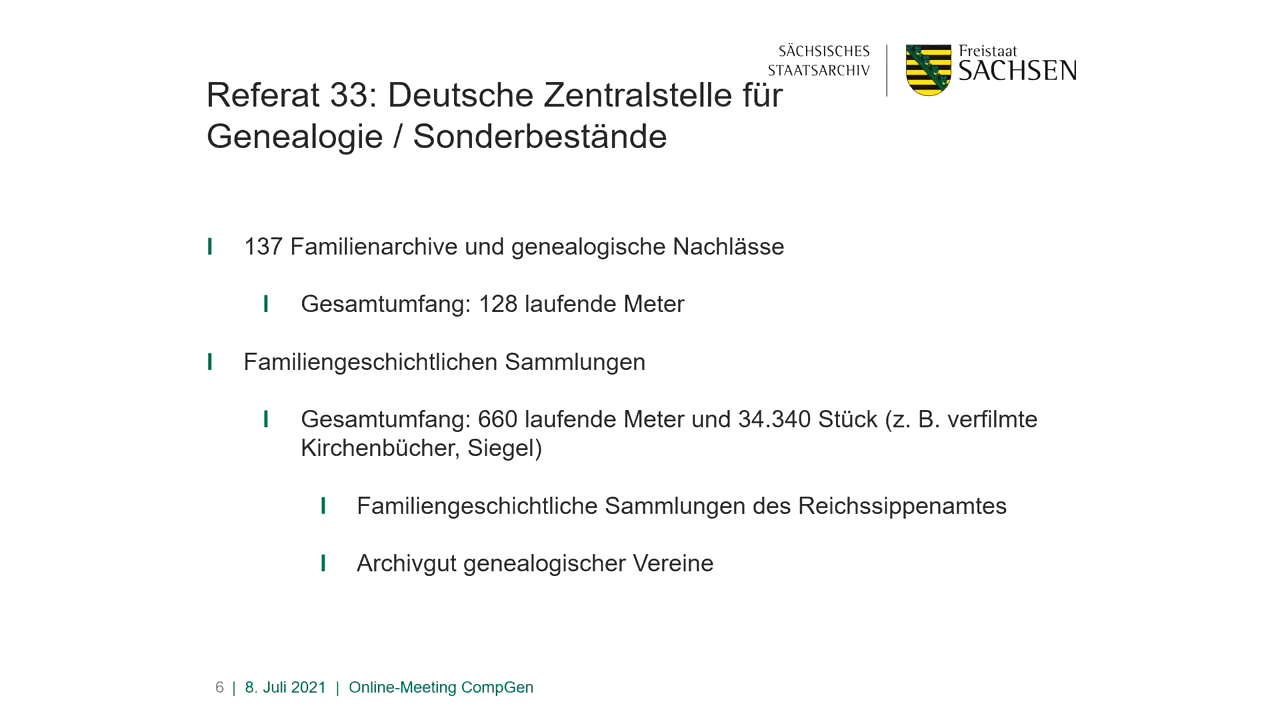 SÄCHSISCHES
STAATSARCHIV
Freistaat
SACHSEN
Referat 33: Deutsche Zentralstelle für
Genealogie / Sonderbestände
137 Familienarchive und genealogische Nachlässe
Gesamtumfang: 128 laufende Meter
Familiengeschichtlichen Sammlungen
Gesamtumfang: 660 laufende Meter und 34.340 Stück (z. B. verfilmte
Kirchenbücher, Siegel)
Familiengeschichtliche Sammlungen des Reichssippenamtes
Archivgut genealogischer Vereine
6 | 8. Juli 2021 | Online-Meeting CompGen